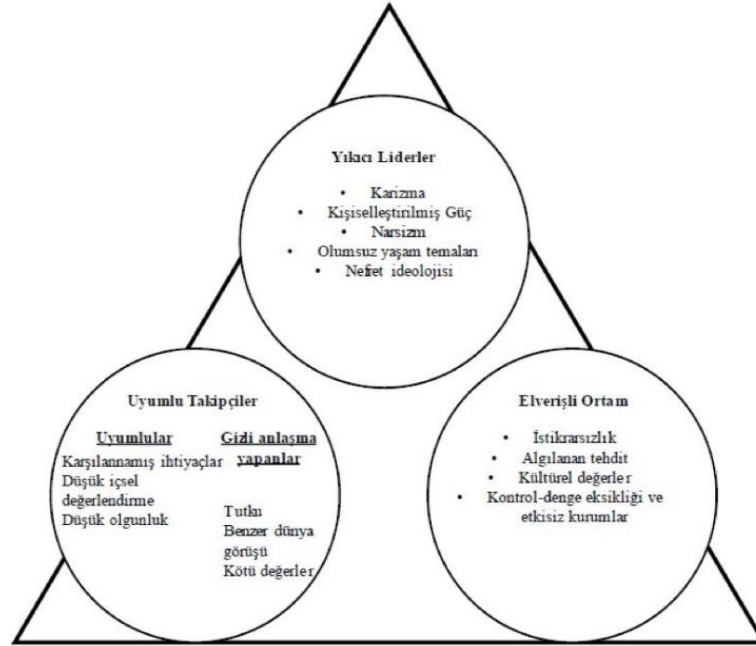 Yıkıcı Liderler
• Karizma
• Kişiselleştirilmiş Güç
• Narsizm
• Olumsuz yaşam temaları
• Nefret ideolojisi
Uyumlu Takipçiler
Uyumlular
Karşılannamış ihtiyaçlar
Düşük içsel
değerlendirme
Düşük olgunluk
Gizli anlaşma
yapanlar
Tutku
Benzer dünya
görüşü
Kötü değerler
Elverişli Ortam
• İstikrarsızlık
• Algılanan tehdit
• Kültürel değerler
• Kontrol-denge eksikliği ve
etkisiz kurumlar